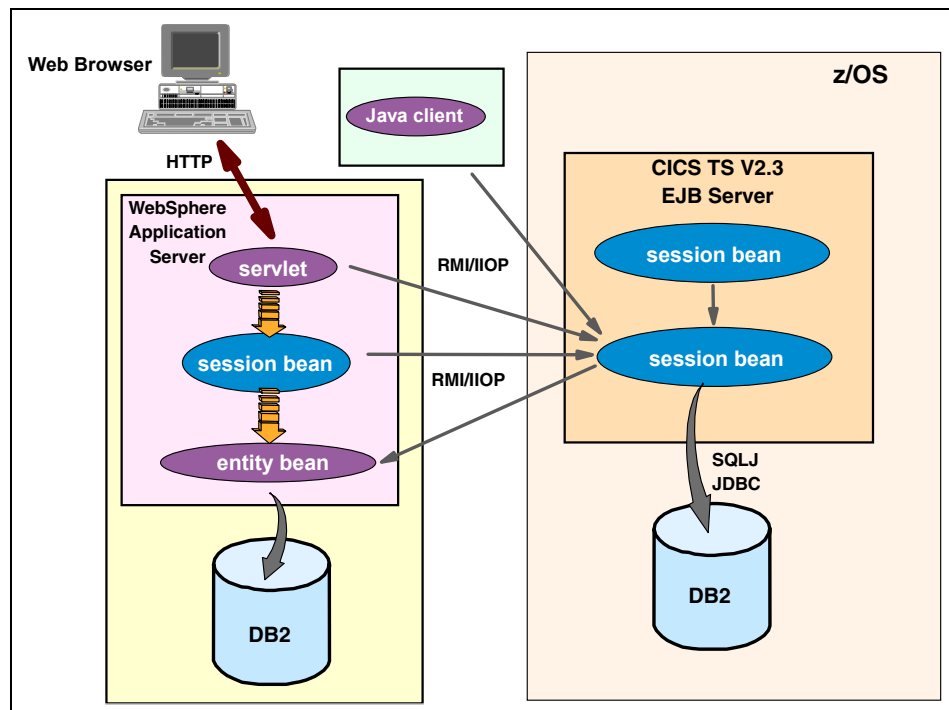 Web Browser
z/OS
Java client
HTTP
CICS TS V2.3
EJB Server
WebSphere
Application
Server
servlet
RMI/IIOP
session bean
session bean
session bean
RMI/IIOP
entity bean
SQLJ
JDBC
DB2
DB2